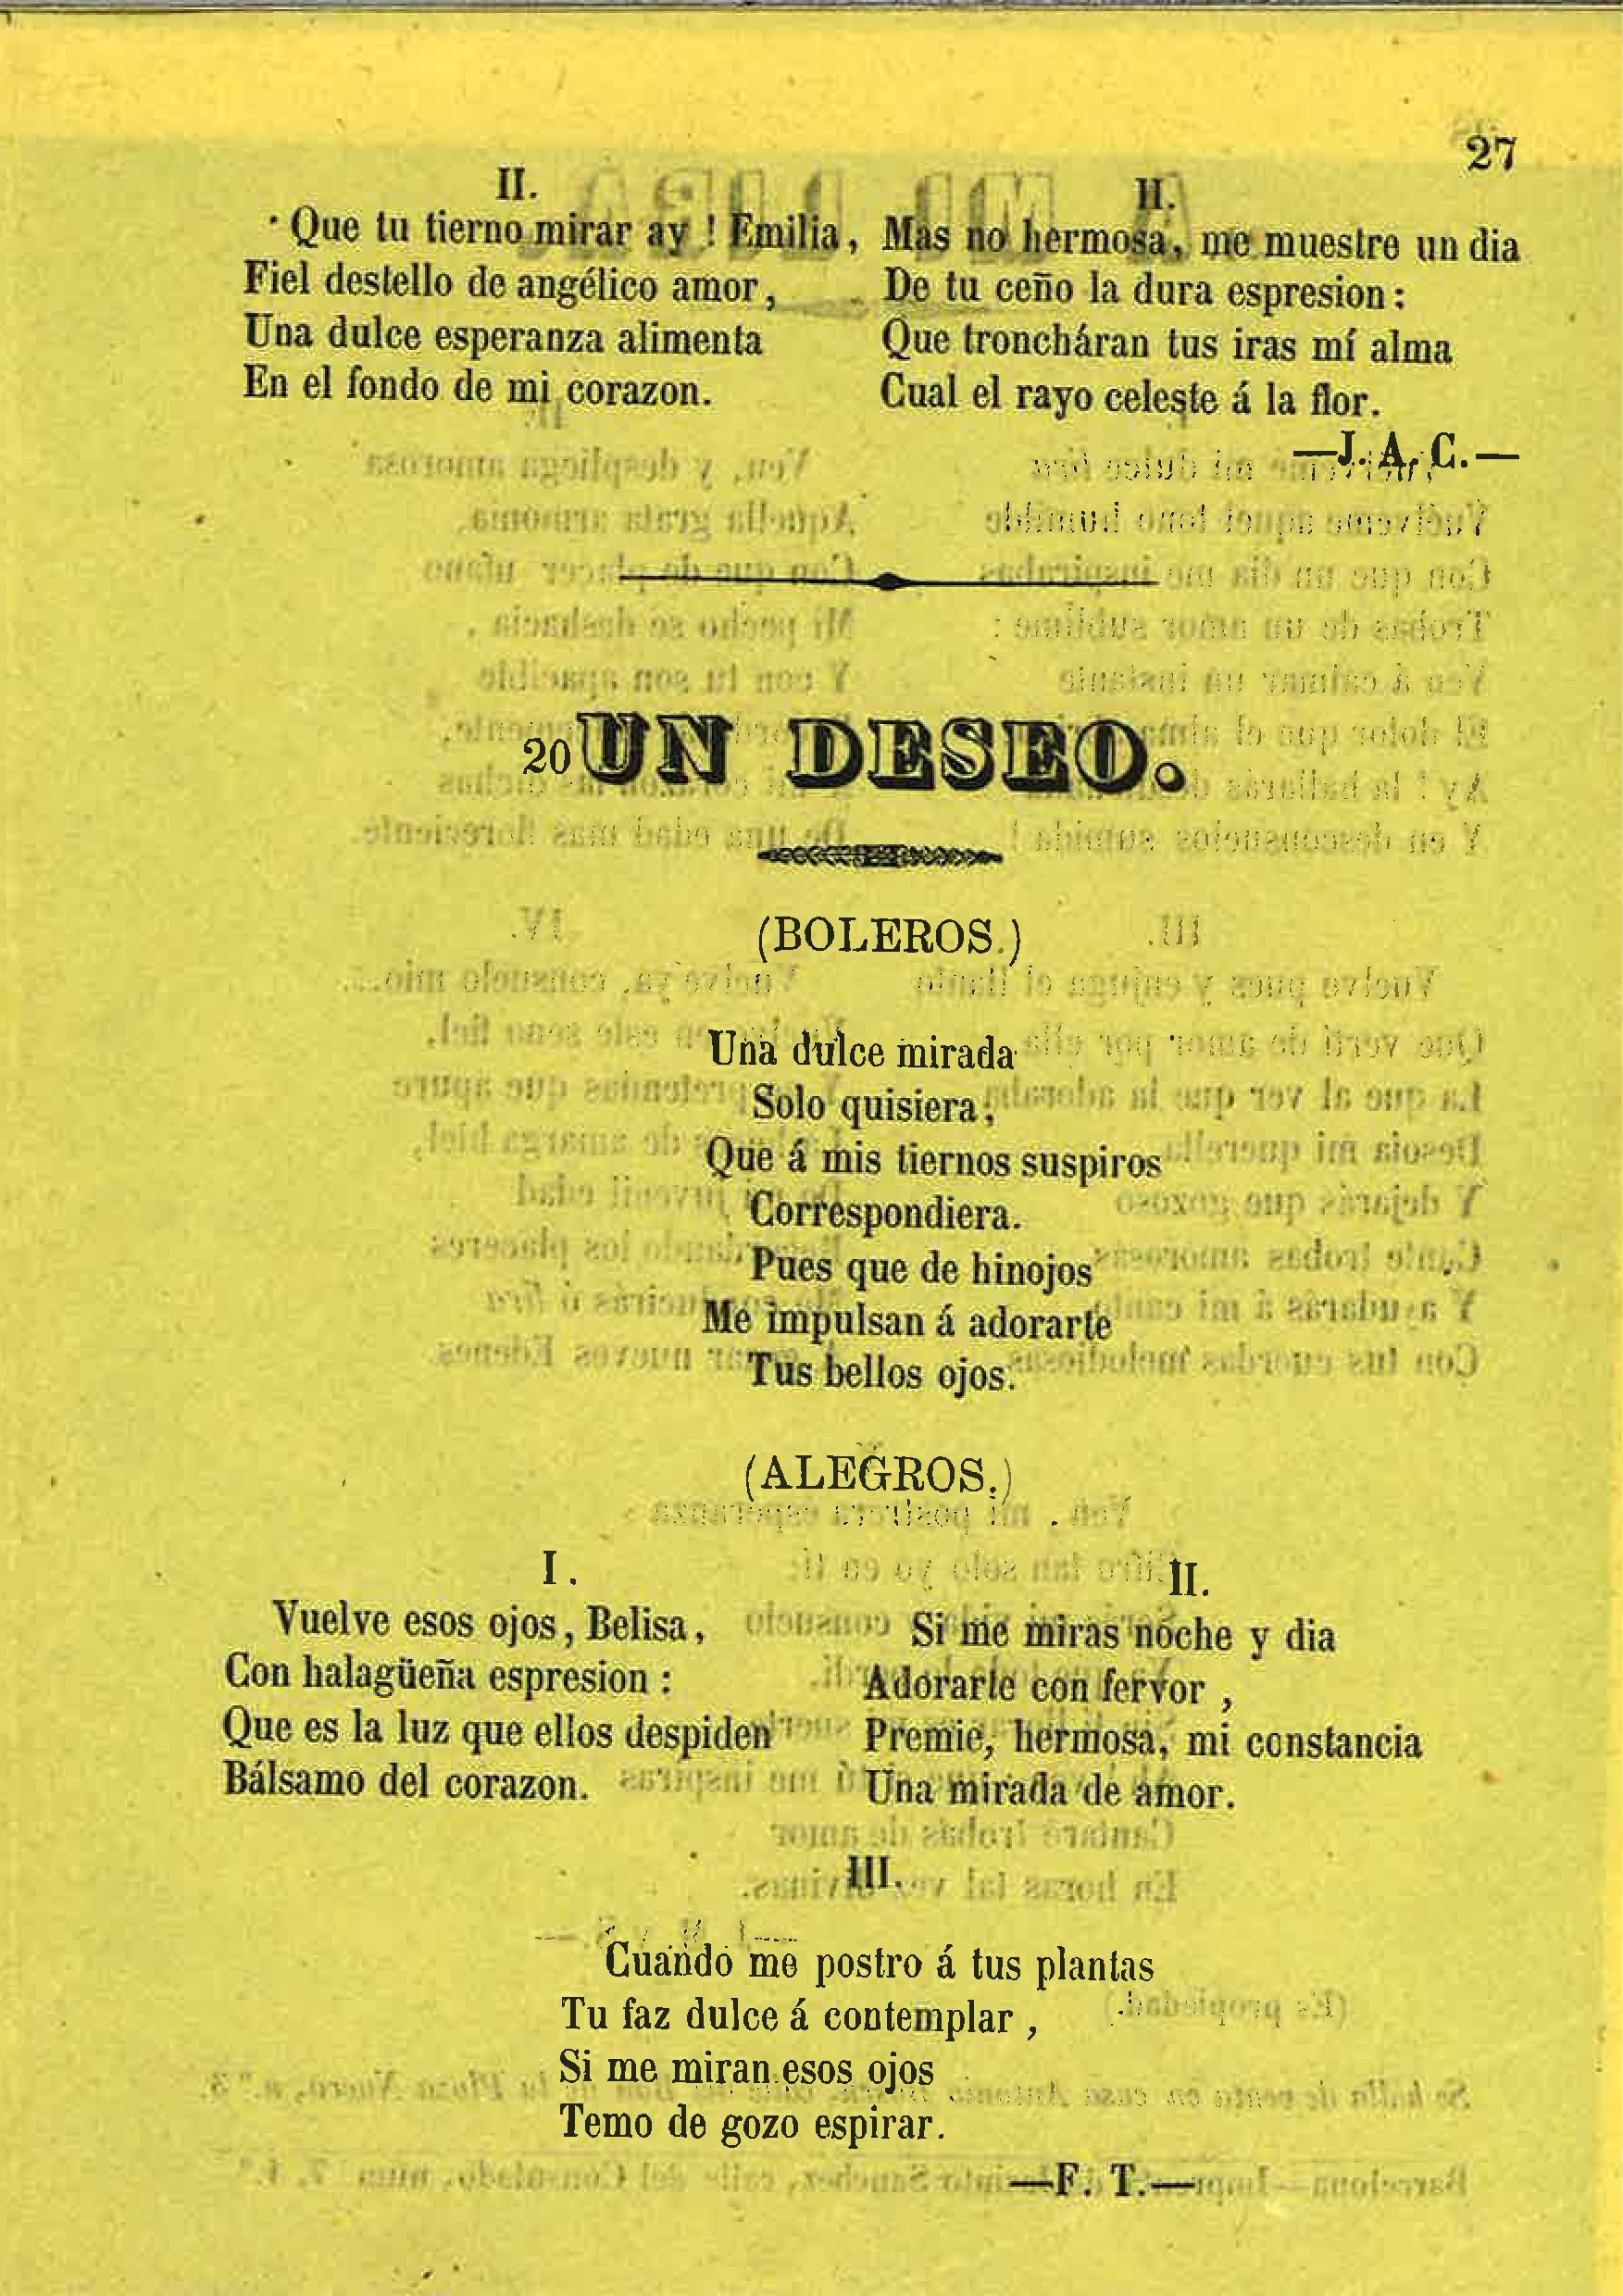 27
II.
Que tu tierno mirar ay ! Emilia,
Fiel destello de angélico amor,
Una dulce esperanza alimenta
En el fondo de mi corazon.
II.
Mas no hermosa, me muestre un dia
De tu ceño la dura espresion:
Que troncháran tus iras mí alma
Cual el rayo celeste á la flor.
—J. A. C.—
20 UN DESEO.
(BOLEROS.)
Una dulce mirada
Solo quisiera,
Que á mis tiernos suspiros
Correspondiera.
Pues que de hinojos
Me impulsan á adorarte
Tus bellos ojos.
(ALEGROS.)
I.
Vuelve esos ojos, Belisa,
Con halagüeña espresion:
Que es la luz que ellos despiden
Bálsamo del corazon.
II.
Si me miras noche y dia
Adorarte con fervor,
Premie, hermosa, mi constancia
Una mirada de amor.
III.
Cuando me postro á tus plantas
Tu faz dulce á contemplar,
Si me miran esos ojos
Temo de gozo espirar.
—F. T.—